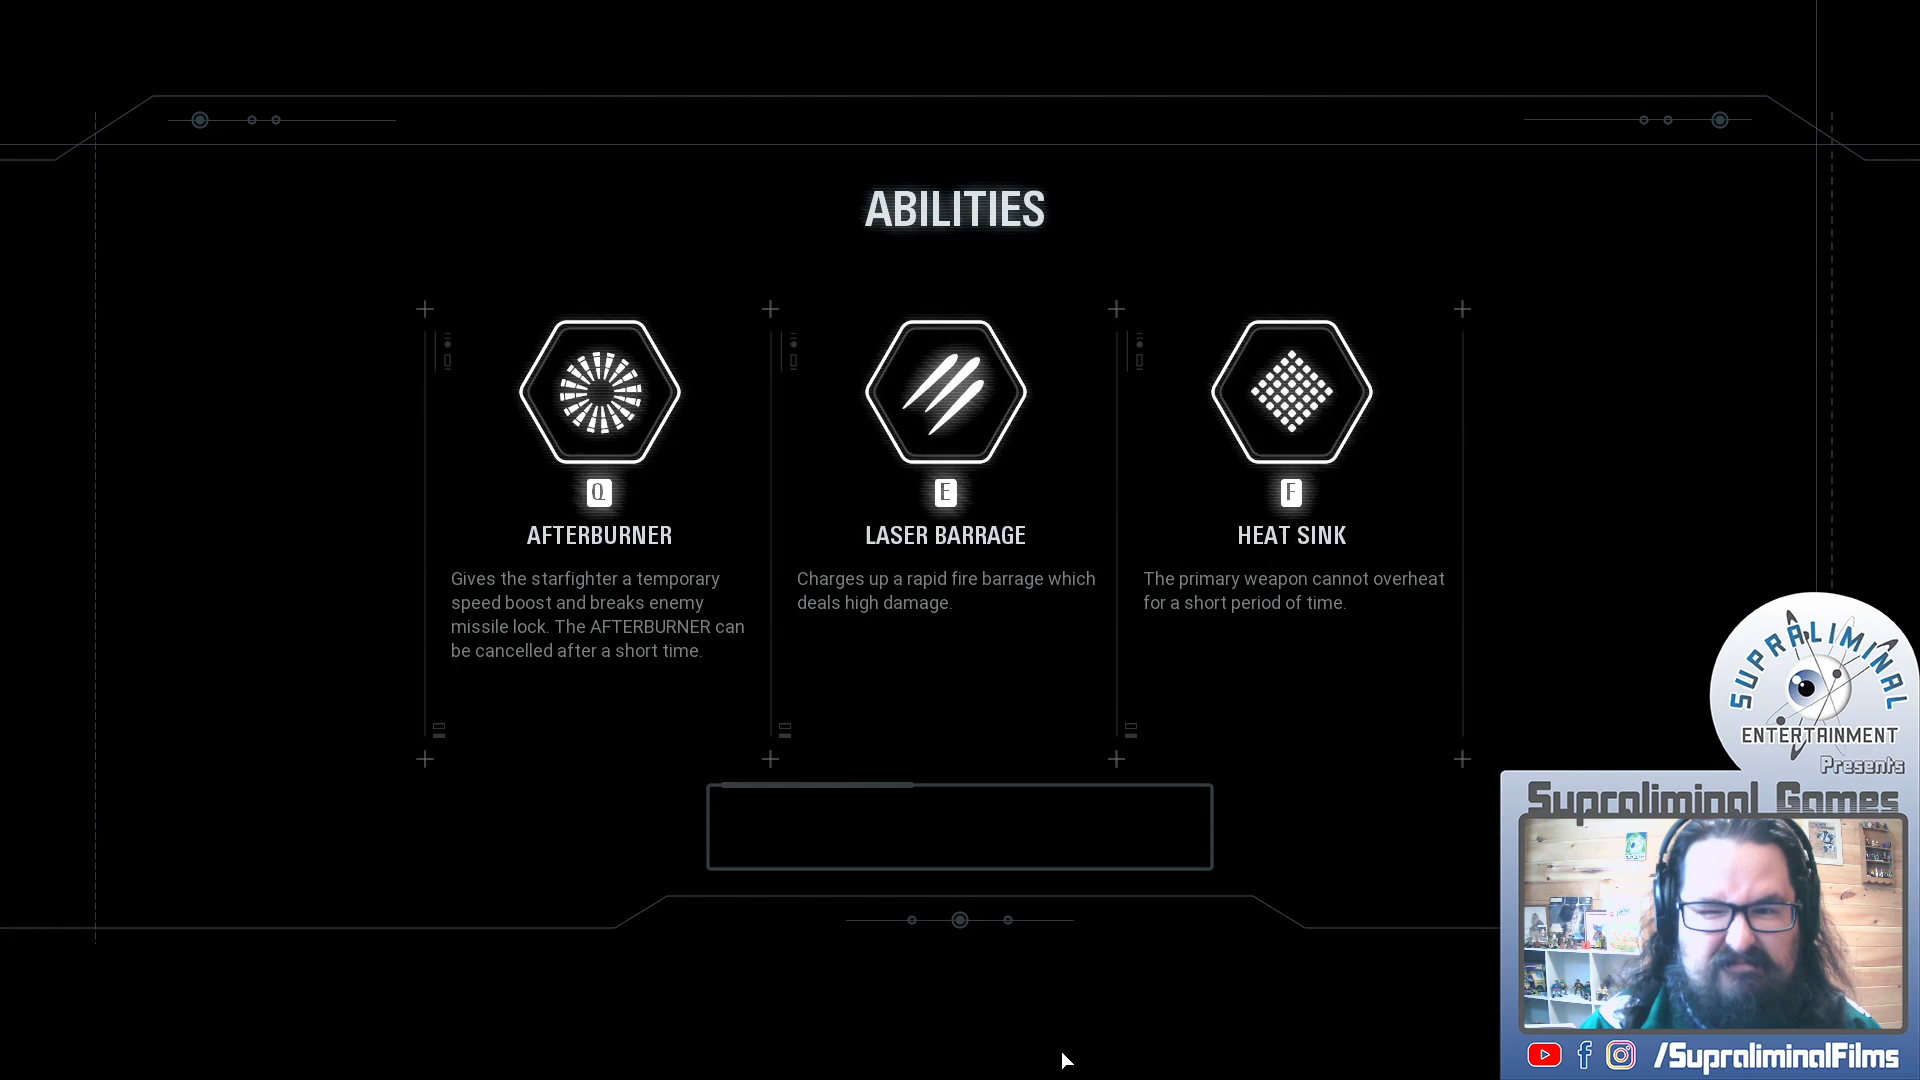 ABILITIES
Q
E
F
AFTERBURNER
LASER BARRAGE
HEAT SINK
Gives the starfighter a temporary
speed boost and breaks enemy
missile lock. The AFTERBURNER can
be cancelled after a short time.
Charges up a rapid fire barrage which
deals high damage.
The primary weapon cannot overheat
for a short period of time.
SUPRALIMINAL
ENTERTAINMENT
Presents
Supraliminal Games
/SupraliminalFilms